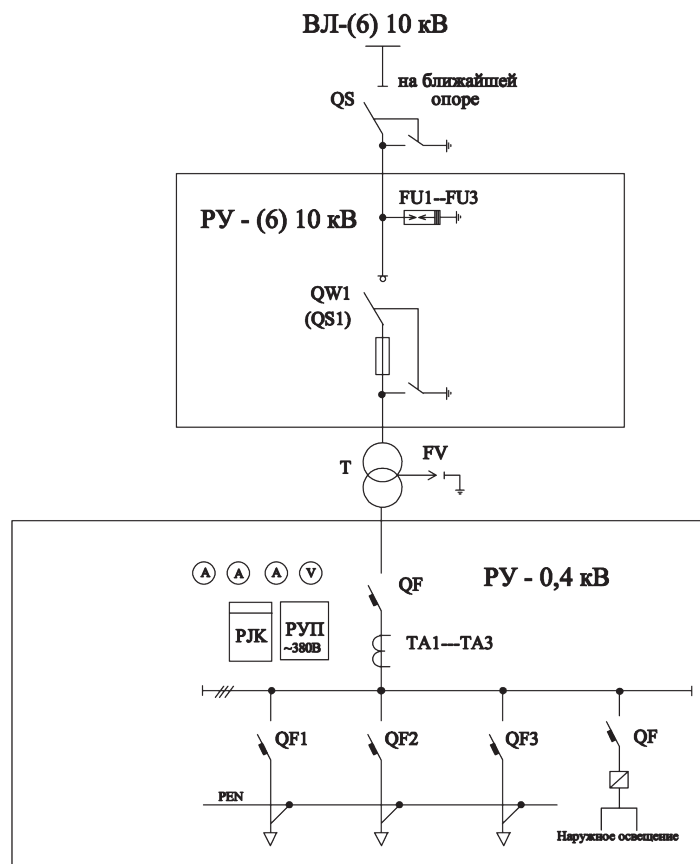 ВЛ-(6) 10 кВ
на ближайшей
опоре
QS
FU1--FU3
РУ - (6) 10 кВ
QW1
(QS1)
T
FV
A A A V
QF
РУ - 0,4 кВ
PJK
РУП
~380В
TA1---TA3
QF1
QF2
QF3
QF
PEN
Наружное освещение